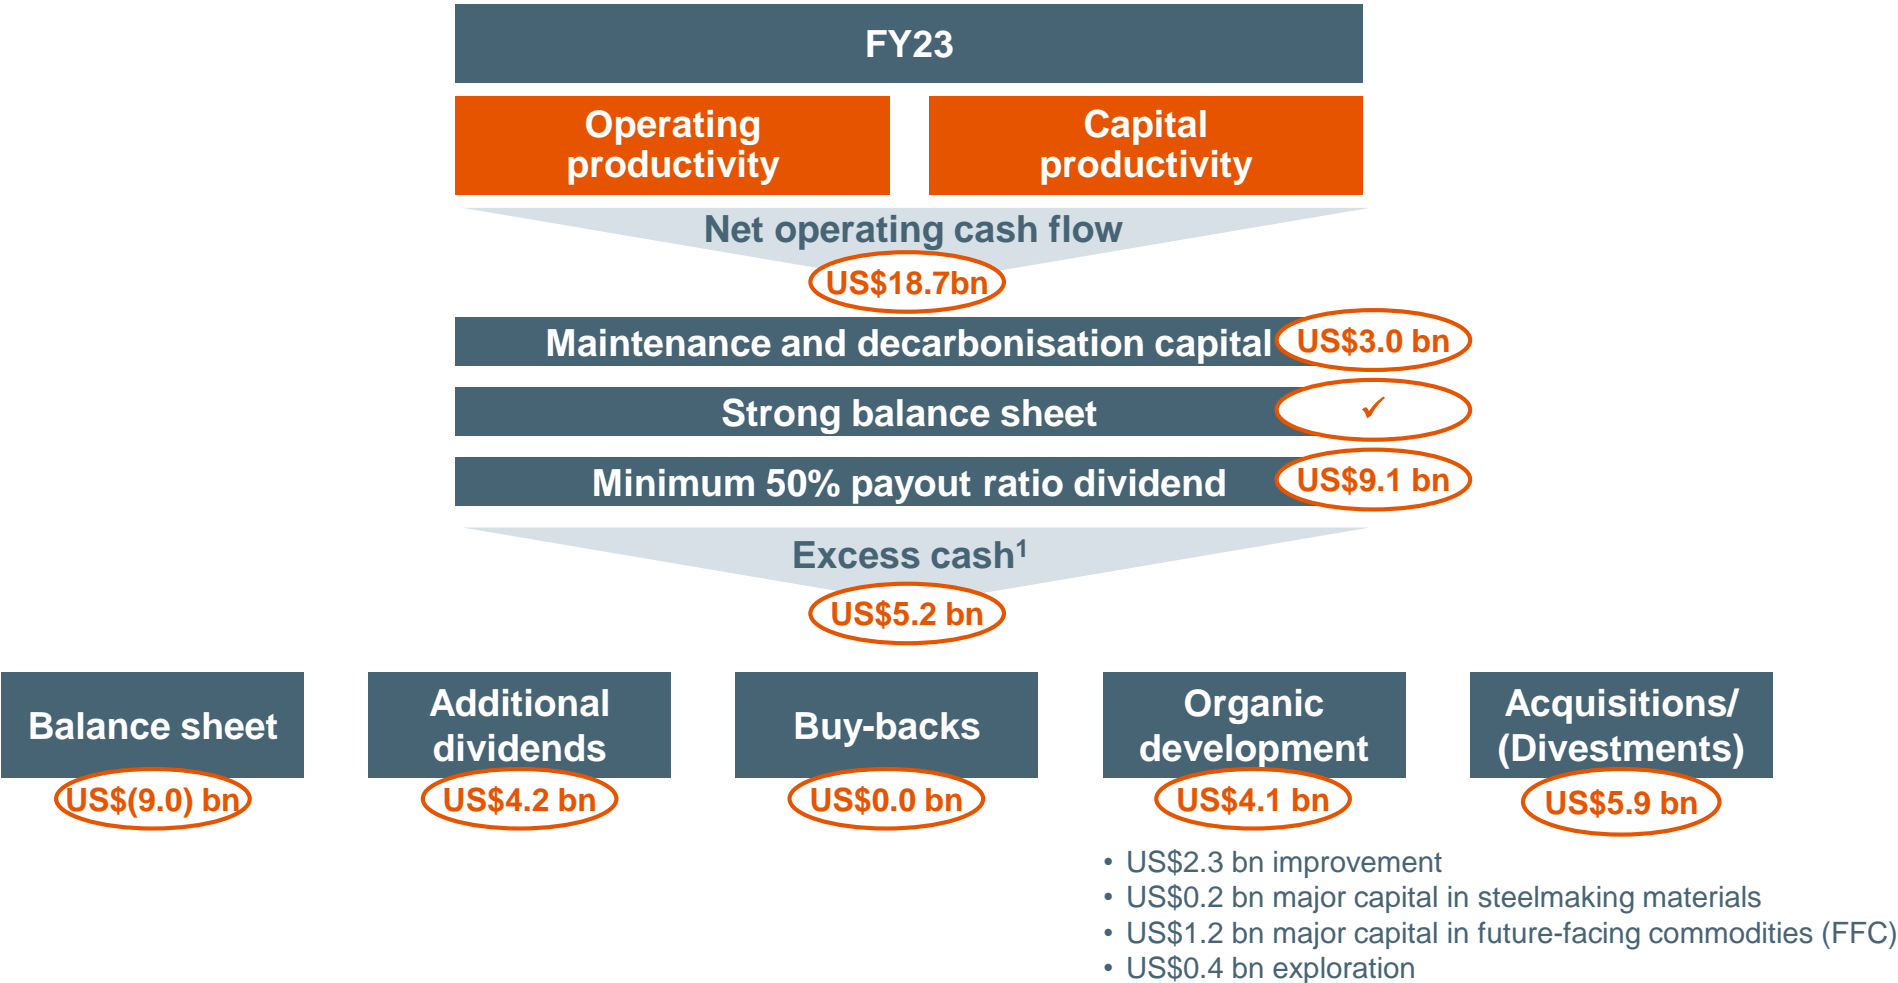 FY23
Operating
productivity
Capital
productivity
Net operating cash flow
US$18.7bn
Maintenance and decarbonisation capital
US$3.0 bn
Strong balance sheet
✓
Minimum 50% payout ratio dividend
US$9.1 bn
Excess cash¹
US$5.2 bn
Balance sheet
US$(9.0) bn
Additional
dividends
US$4.2 bn
Buy-backs
US$0.0 bn
Organic
development
US$4.1 bn
Acquisitions/
(Divestments)
US$5.9 bn
• US$2.3 bn improvement
• US$0.2 bn major capital in steelmaking materials
• US$1.2 bn major capital in future-facing commodities (FFC)
• US$0.4 bn exploration